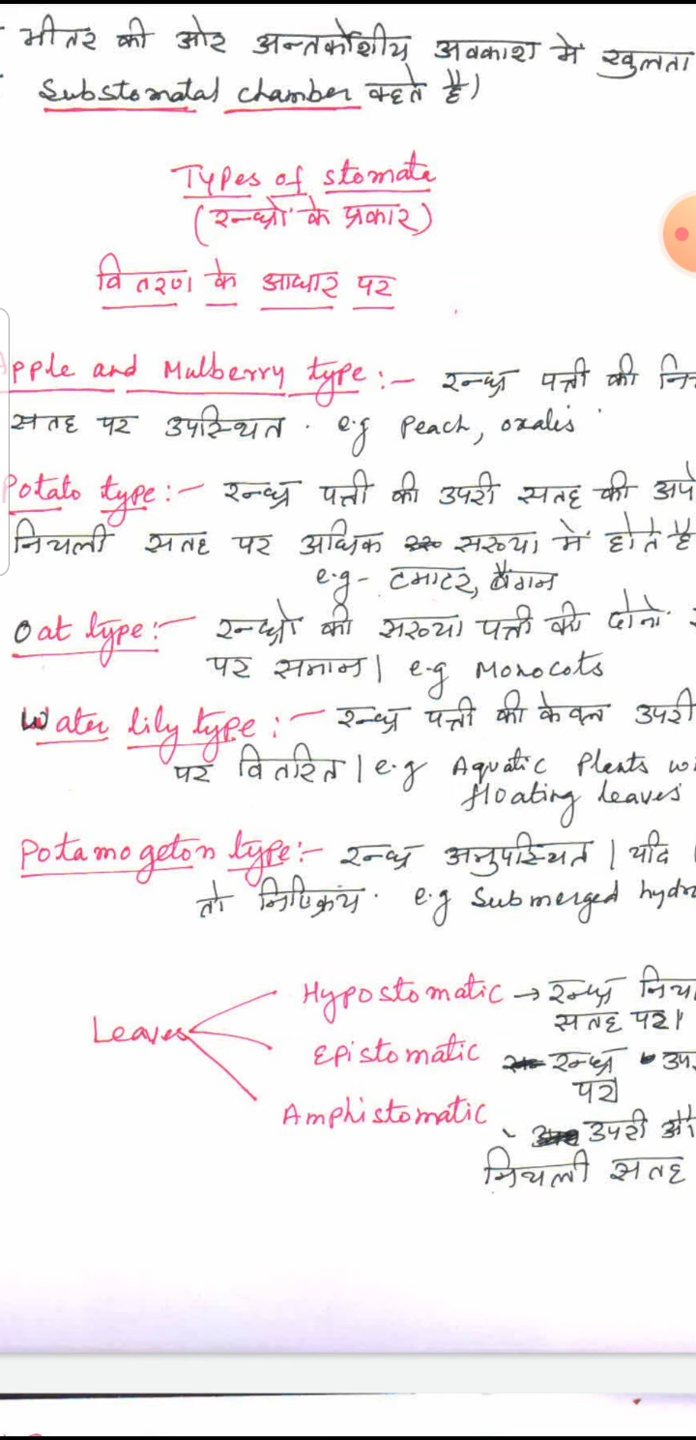 भीतर की ओर अन्तर्कोशीय अवकाश में खुलता
Substomatal chamber कहते है)
Types of stomata
(रन्ध्रों के प्रकार)
वितरण के आधार पर
Apple and Mulberry type:- रन्ध्र पत्ती की
सतह पर उपस्थित . e.g Peach, oxalis
Potato type:- रन्ध्र पत्ती की उपरी सतह की
निचली सतह पर अधिक संख्या में होते है
e.g- टमाटर, बैंगन
Oat type:- रन्ध्रो की संख्या पत्ती की दोनो
पर समान| e-g Monocots
Water lily type:- रन्ध्र पत्ती की केवल उपरी
पर वितरित| e.g Aquatic Plants
floating leaves
Potamogeton type:- रन्ध्र अनुपस्थित | यदि
तो निष्क्रिय. e.g Submerged
Hypostomatic → रन्ध्र
सतह पर।
Leaves
Epistomatic रन्ध्र
पर
Amphistomatic
उपरी
निचली सतह